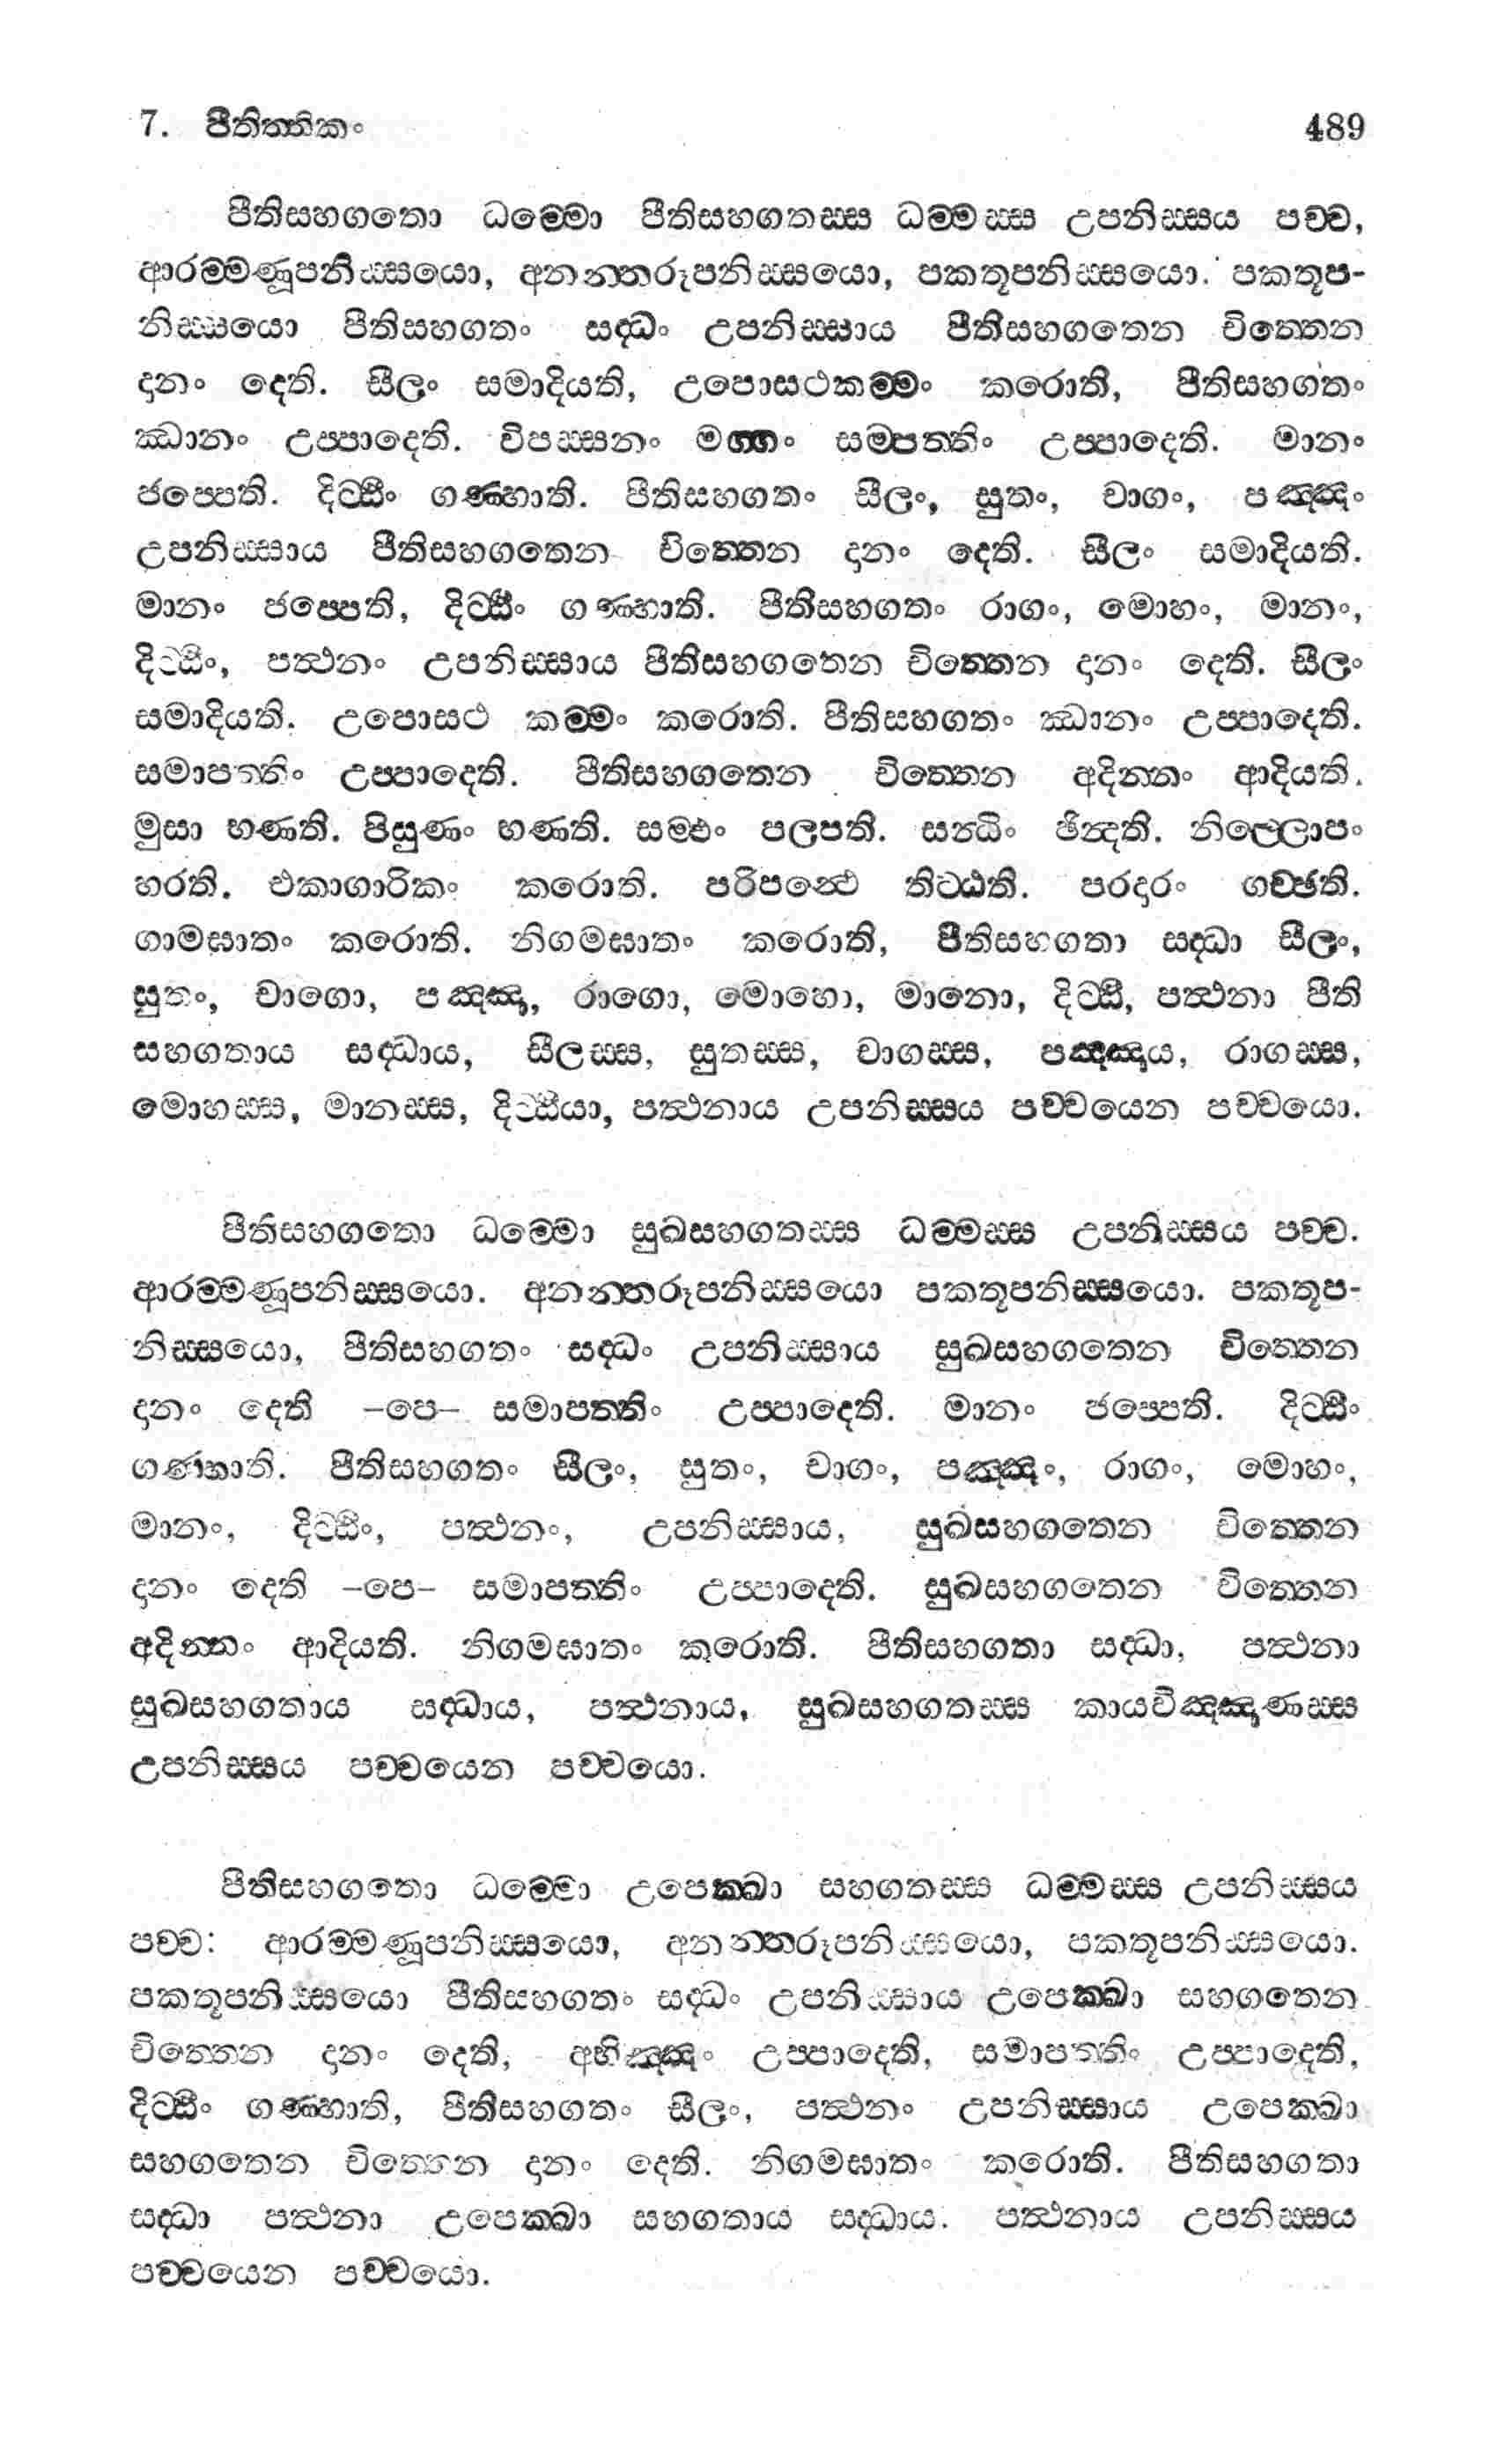 7. පීතිත්තිකං 489
පීතිසහගතො ධම්මො පීතිසහගතස්ස ධම්මස්ස උපනිස්සය පච්ච,
ආරම්මණූපනිස්සයො, අනන්තරූපනිස්සයො, පකතූපනිස්සයො. පකතූප-
නිස්සයො පීතිසහගතං සද්ධං උපනිස්සාය පීතිසහගතෙන චිත්තෙන
දානං දෙති. සීලං සමාදියති, උපොසථකම්මං කරොති, පීතිසහගතං
ඣානං උප්පාදෙති. විපස්සනං මග්ගං සම්පත්තිං උප්පාදෙති. මානං
ජප්පෙති. දිට්ඨිං ගණ්හාති. පීතිසහගතං සීලං, සුතං, චාගං, පඤ්ඤං
උපනිස්සාය පීතිසහගතෙන චිත්තෙන දානං දෙති. සීලං සමාදියති.
මානං ජප්පෙති, දිට්ඨිං ගණ්හාති. පීතිසහගතං රාගං, මොහං, මානං,
දිට්ඨිං, පත්ථනං උපනිස්සාය පීතිසහගතෙන චිත්තෙන දානං දෙති. සීලං
සමාදියති. උපොසථ කම්මං කරොති. පීතිසහගතං ඣානං උප්පාදෙති.
සමාපත්තිං උප්පාදෙති. පීතිසහගතෙන චිත්තෙන අදින්නං ආදියති.
මුසා භණති. පිසුණං භණති. සම්ඵං පලපති. සන්ධිං ඡින්දති. නිල්ලොපං
හරති. එකාගාරිකං කරොති. පරිපන්ථෙ තිට්ඨති. පරදාරං ගච්ඡති.
ගාමඝාතං කරොති. නිගමඝාතං කරොති, පීතිසහගතා සද්ධා සීලං,
සුතං, චාගො, පඤ්ඤා, රාගො, මොහො, මානො, දිට්ඨි, පත්ථනා පීති
සහගතාය සද්ධාය, සීලස්ස, සුතස්ස, චාගස්ස, පඤ්ඤාය, රාගස්ස,
මොහස්ස, මානස්ස, දිට්ඨියා, පත්ථනාය උපනිස්සය පච්චයෙන පච්චයො.
පීතිසහගතො ධම්මො සුඛසහගතස්ස ධම්මස්ස උපනිස්සය පච්ච.
ආරම්මණූපනිස්සයො. අනන්තරූපනිස්සයො පකතූපනිස්සයො. පකතූප-
නිස්සයො, පීතිසහගතං සද්ධං උපනිස්සාය සුඛසහගතෙන චිත්තෙන
දානං දෙති –පෙ– සමාපත්තිං උප්පාදෙති. මානං ජප්පෙති. දිට්ඨිං
ගණ්හාති. පීතිසහගතං සීලං, සුතං, චාගං, පඤ්ඤං, රාගං, මොහං,
මානං, දිට්ඨිං, පත්ථනං, උපනිස්සාය, සුඛසහගතෙන චිත්තෙන
දානං දෙති –පෙ– සමාපත්තිං උප්පාදෙති. සුඛසහගතෙන චිත්තෙන
අදින්නං ආදියති. නිගමඝාතං කරොති. පීතිසහගතා සද්ධා, පත්ථනා
සුඛසහගතාය සද්ධාය, පත්ථනාය, සුඛසහගතස්ස කායවිඤ්ඤාණස්ස
උපනිස්සය පච්චයෙන පච්චයො.
පීතිසහගතො ධම්මො උපෙක්ඛා සහගතස්ස ධම්මස්ස උපනිස්සය
පච්ච: ආරම්මණූපනිස්සයො, අනන්තරූපනිස්සයො, පකතූපනිස්සයො.
පකතූපනිස්සයො පීතිසහගතං සද්ධං උපනිස්සාය උපෙක්ඛා සහගතෙන
චිත්තෙන දානං දෙති, අභිඤ්ඤං උප්පාදෙති, සමාපත්තිං උප්පාදෙති,
දිට්ඨිං ගණ්හාති, පීතිසහගතං සීලං, පත්ථනං උපනිස්සාය උපෙක්ඛා
සහගතෙන චිත්තෙන දානං දෙති. නිගමඝාතං කරොති. පීතිසහගතා
සද්ධා පත්ථනා උපෙක්ඛා සහගතාය සද්ධාය. පත්ථනාය උපනිස්සය
පච්චයෙන පච්චයො.